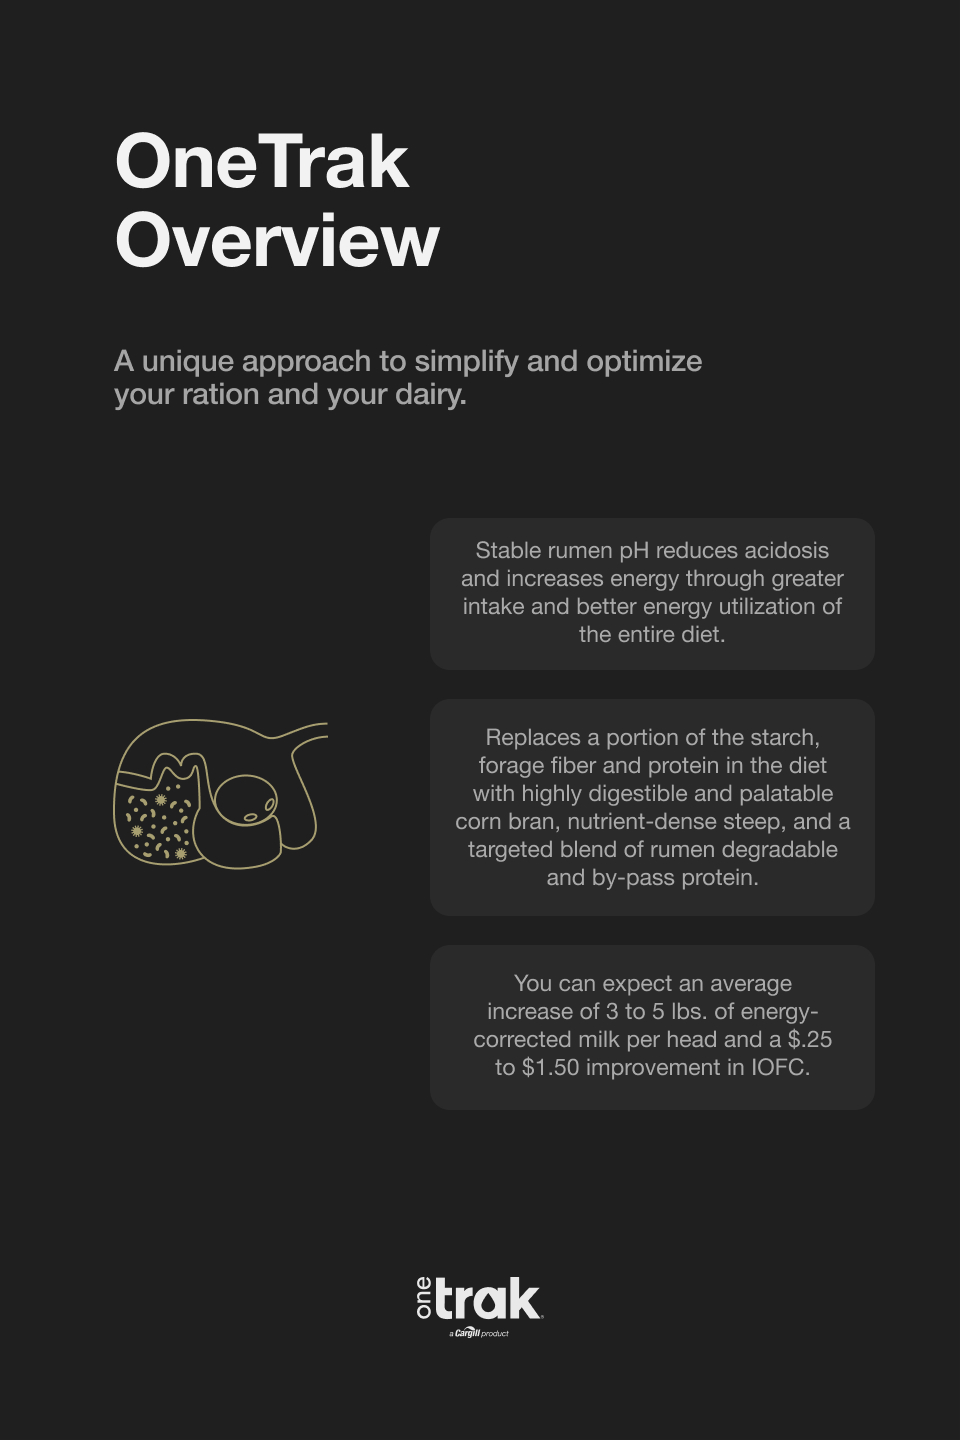 OneTrak
Overview
A unique approach to simplify and optimize
your ration and your dairy.
Stable rumen pH reduces acidosis
and increases energy through greater
intake and better energy utilization of
the entire diet.
Replaces a portion of the starch,
forage fiber and protein in the diet
with highly digestible and palatable
corn bran, nutrient-dense steep, and a
targeted blend of rumen degradable
and by-pass protein.
You can expect an average
increase of 3 to 5 lbs. of energy-
corrected milk per head and a $.25
to $1.50 improvement in IOFC.
one trak
a Cargill product